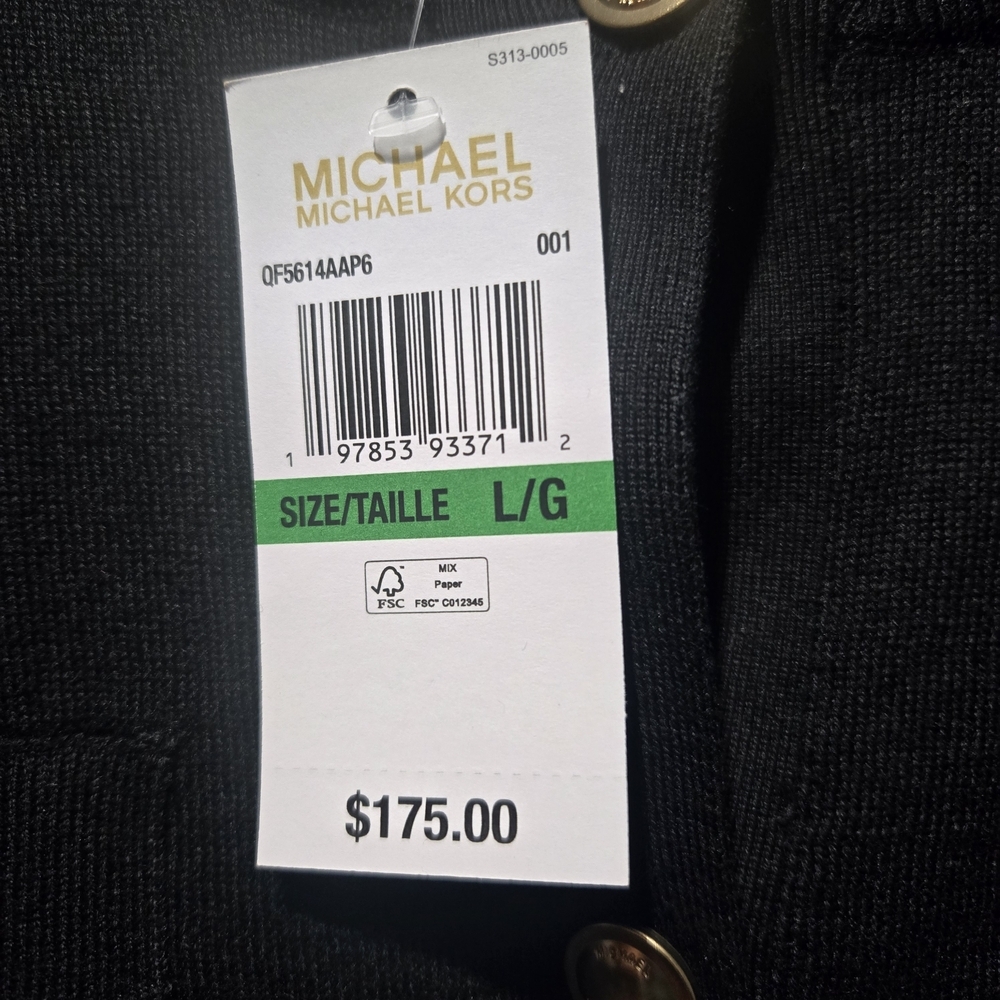 S313-0005
MICHAEL
MICHAEL KORS
QF5614AAP6 001
1 97853 93371 2
SIZE/TAILLE L/G
MIX
Paper
FSC™ C012345
FSC
$175.00